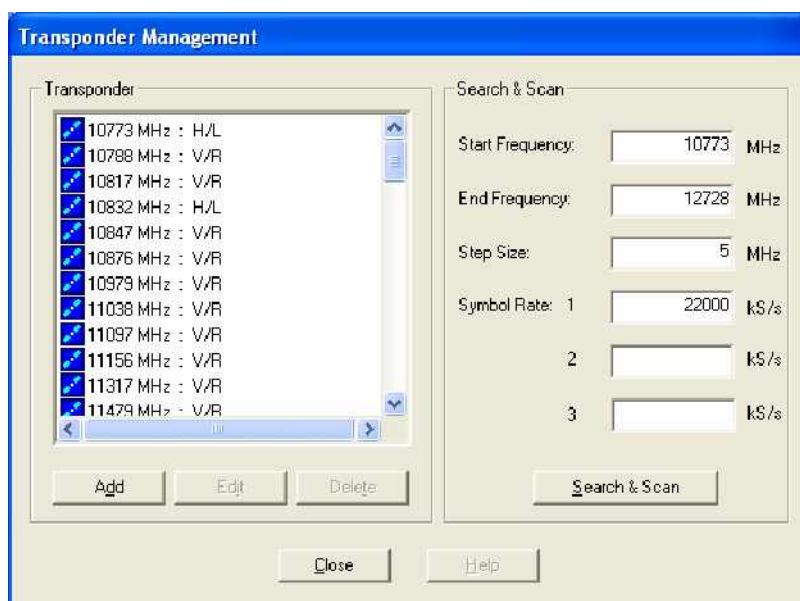 Transponder Management
Transponder
10773 MHz : H/L
10788 MHz : V/R
10817 MHz : V/R
10832 MHz : H/L
10847 MHz : V/R
10876 MHz : V/R
10979 MHz : V/R
11038 MHz : V/R
11097 MHz : V/R
11156 MHz : V/R
11317 MHz : V/R
11479 MHz : V/R
Add Edit Delete
Search & Scan
Start Frequency: 10773 MHz
End Frequency: 12728 MHz
Step Size: 5 MHz
Symbol Rate: 1 22000 kS/s
2 kS/s
3 kS/s
Search & Scan
Close Help